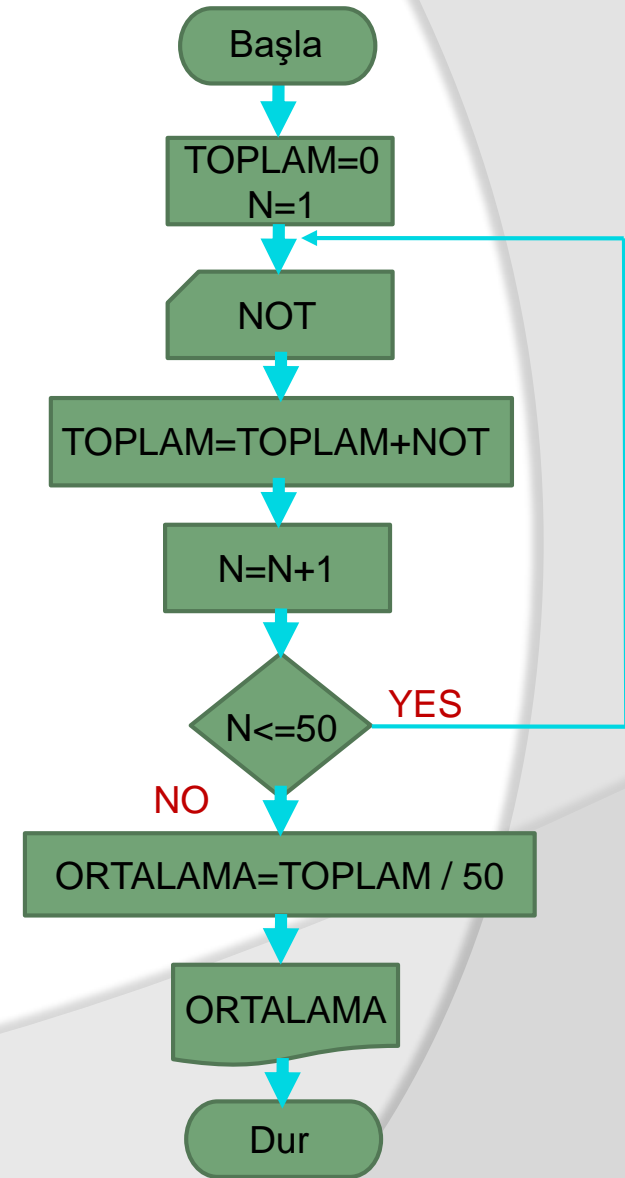 Başla
TOPLAM=0
N=1
NOT
TOPLAM=TOPLAM+NOT
N=N+1
N<=50
YES
NO
ORTALAMA=TOPLAM / 50
ORTALAMA
Dur